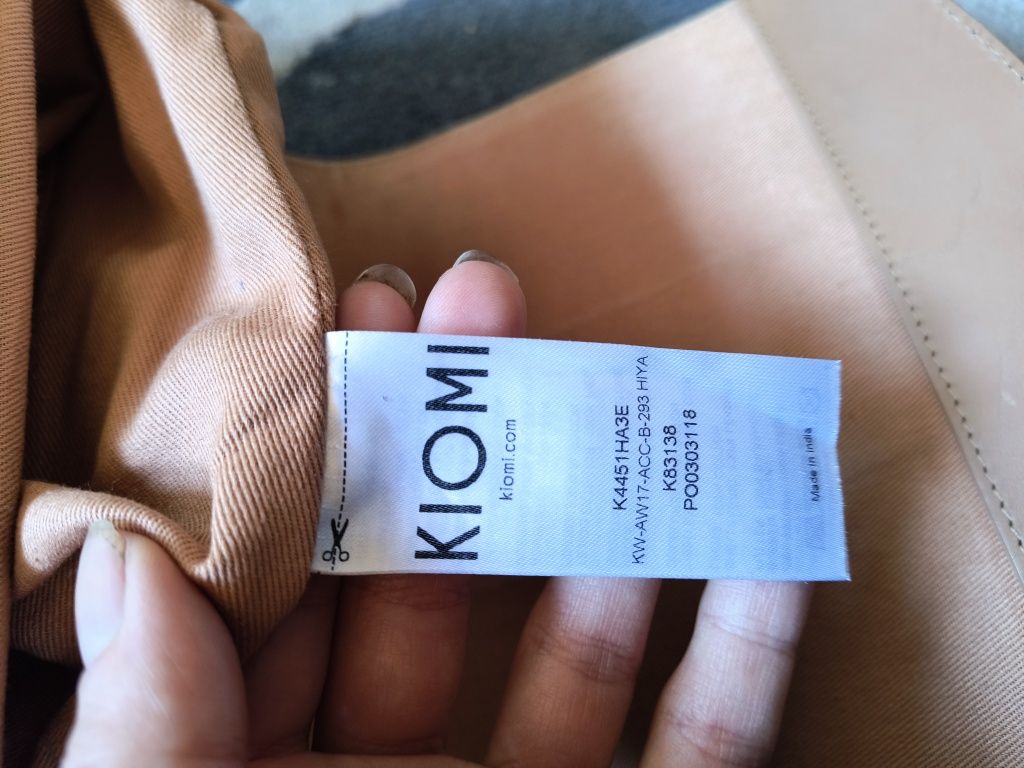 KIOMI
kiomi.com
K4451HA3E
KW-AW17-ACC-B-293 HIYA
K83138
PO0303118
Made in india